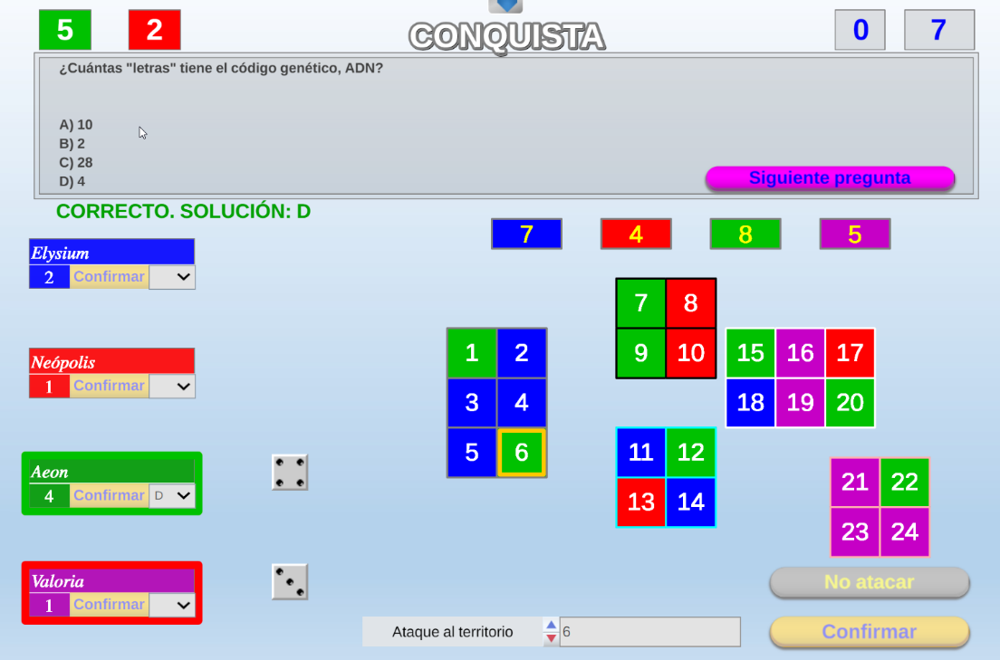 5 2 CONQUISTA 0 7
¿Cuántas "letras" tiene el código genético, ADN?
A) 10
B) 2
C) 28
D) 4
Siguiente pregunta
CORRECTO. SOLUCIÓN: D
7 4 8 5
Elysium
2 Confirmar
Neópolis
1 Confirmar
Aeon
4 Confirmar D
Valoria
1 Confirmar
1 2
3 4
5 6
7 8
9 10
11 12
13 14
15 16 17
18 19 20
21 22
23 24
No atacar
Ataque al territorio 6
Confirmar